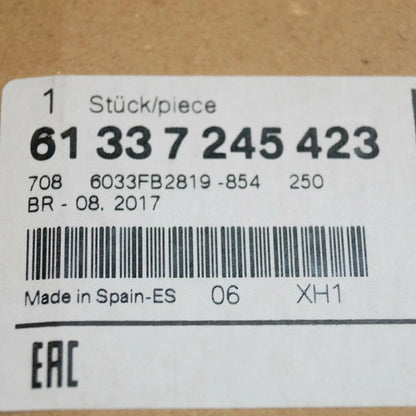 1 Stück/piece
61 33 7 245 423
708 6033FB2819 -854 250
BR - 08. 2017
Made in Spain-ES 06 XH1
EAC